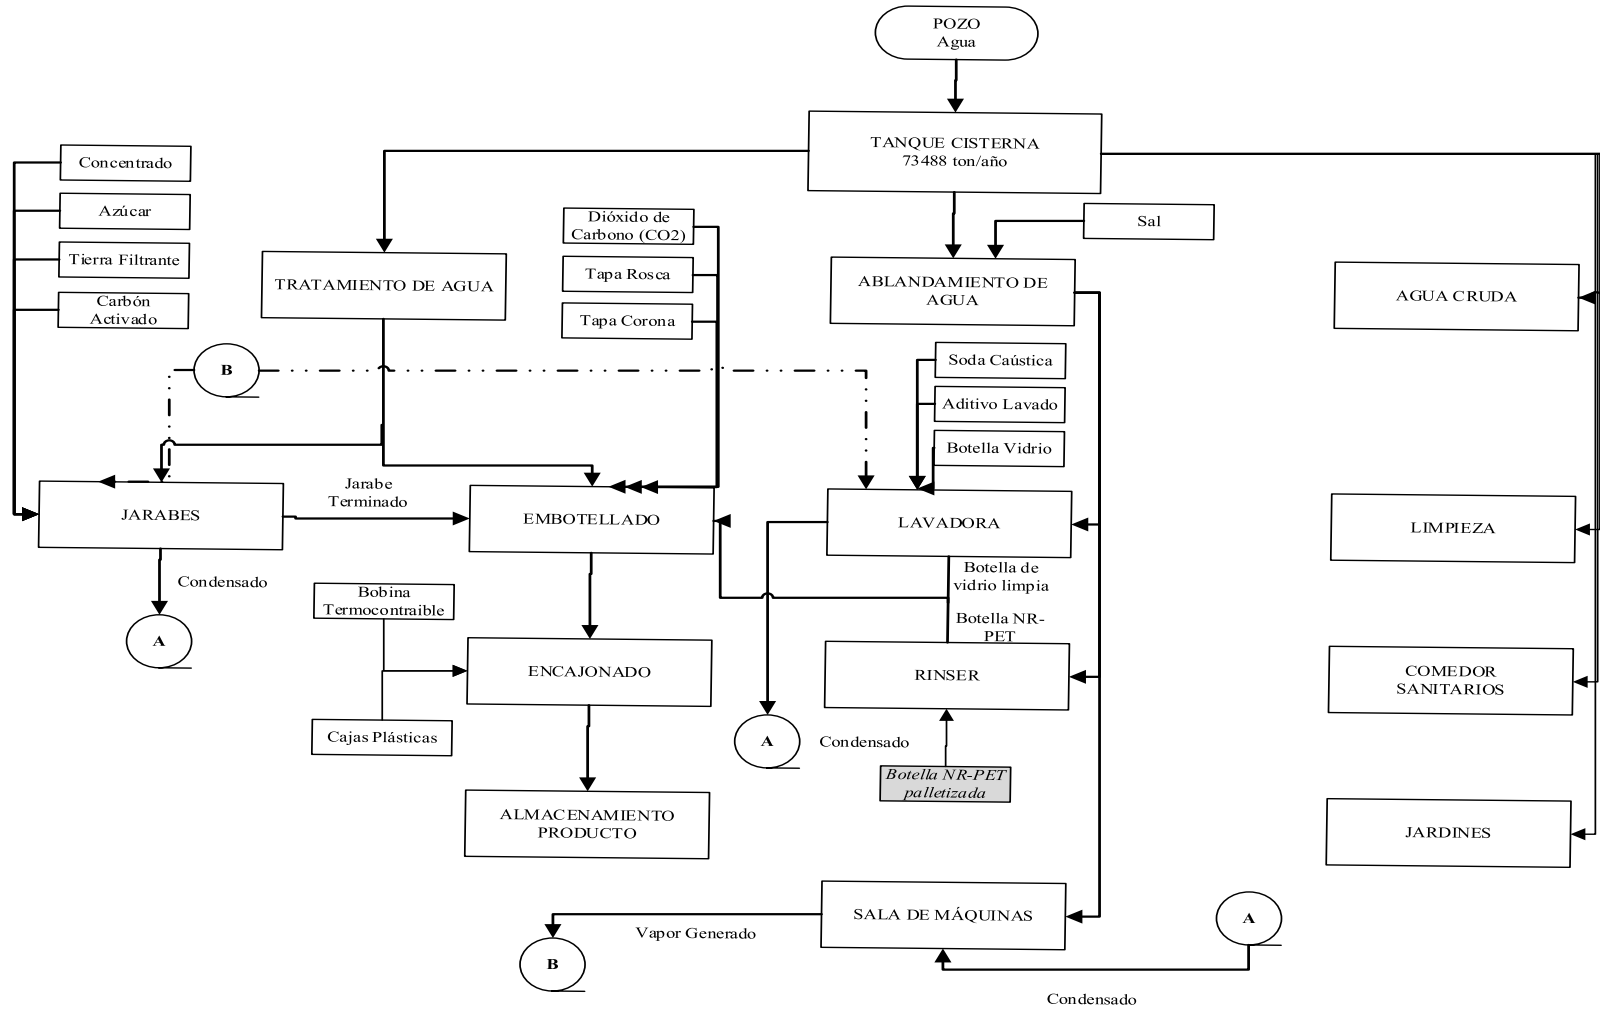 POZO
Agua
TANQUE CISTERNA
73488 ton/año
Concentrado
Azúcar
Tierra Filtrante
Carbón
Activado
Dióxido de
Carbono (CO2)
Tapa Rosca
Tapa Corona
Sal
TRATAMIENTO DE AGUA
ABLANDAMIENTO DE
AGUA
AGUA CRUDA
B
Soda Caústica
Aditivo Lavado
Botella Vidrio
Jarabe
Terminado
JARABES
EMBOTELLADO
LAVADORA
LIMPIEZA
Condensado
A
Botella de
vidrio limpia
Botella NR-
PET
Bobina
Termocontraible
ENCAJONADO
RINSER
COMEDOR
SANITARIOS
Cajas Plásticas
A
Condensado
Botella NR-PET
palletizada
ALMACENAMIENTO
PRODUCTO
JARDINES
SALA DE MÁQUINAS
A
Vapor Generado
B
Condensado